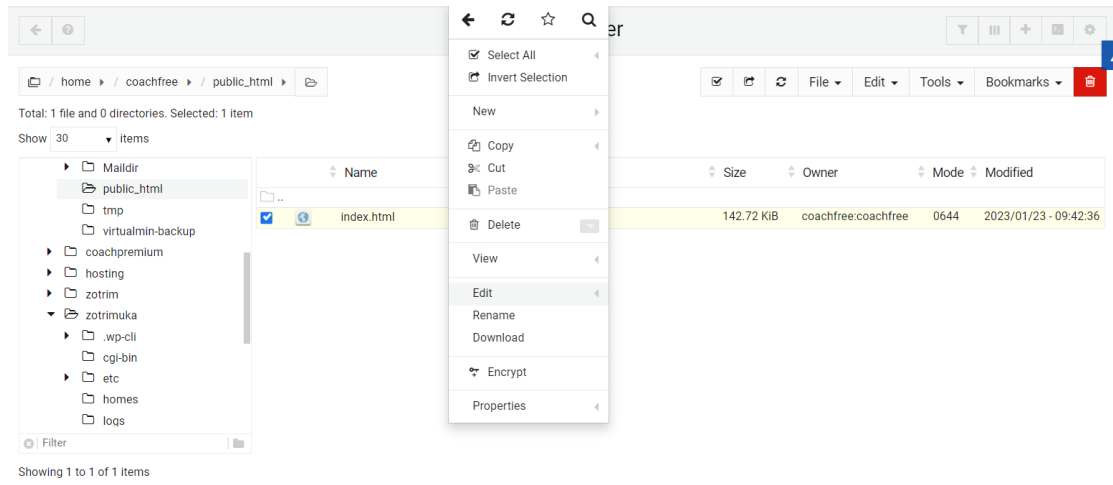 er
/ home / coachfree / public_html
File Edit Tools Bookmarks
Total: 1 file and 0 directories. Selected: 1 item
Show 30 items
Maildir
public_html
tmp
virtualmin-backup
coachpremium
hosting
zotrim
zotrimuka
.wp-cli
cgi-bin
etc
homes
logs
Filter
Name Size Owner Mode Modified
..
index.html 142.72 KiB coachfree:coachfree 0644 2023/01/23 - 09:42:36
Select All
Invert Selection
New
Copy
Cut
Paste
Delete
View
Edit
Rename
Download
Encrypt
Properties
Showing 1 to 1 of 1 items